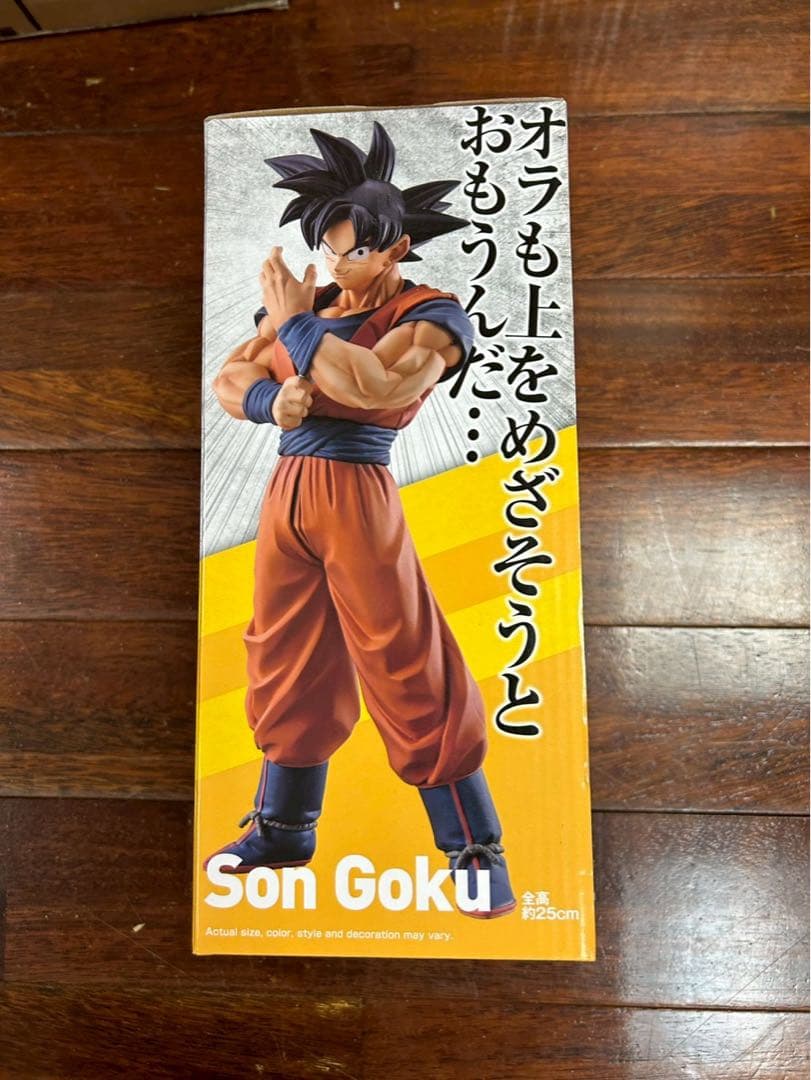 オラも上をめざそうと
おもうんだ…
Son Goku
全高
約25cm
Actual size, color, style and decoration may vary.